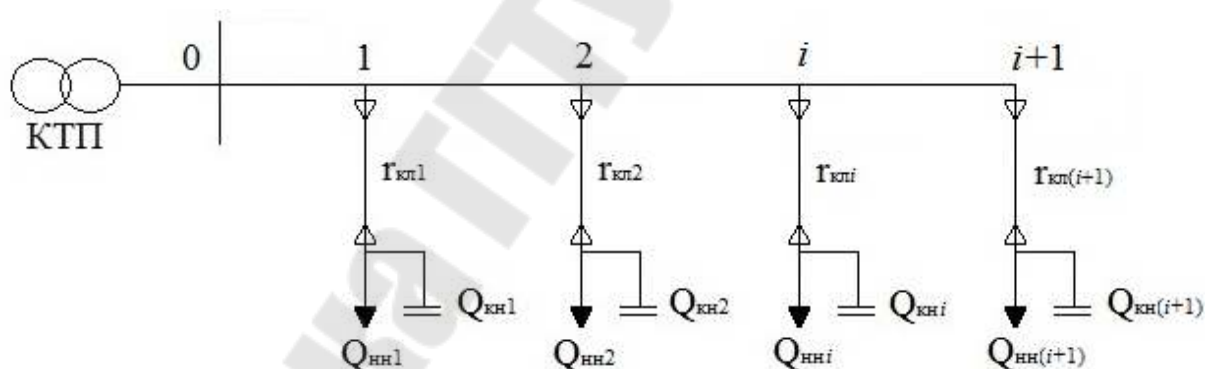 0 1 2 i i+1
КТП
rкл1 rкл2 rклi rкл(i+1)
Qкн1 Qкн2 Qкнi Qкн(i+1)
Qнн1 Qнн2 Qннi Qнн(i+1)